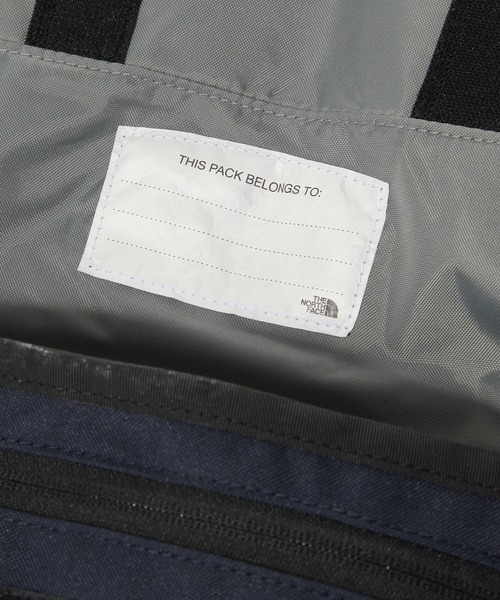 THIS PACK BELONGS TO:
THE
NORTH
FACE